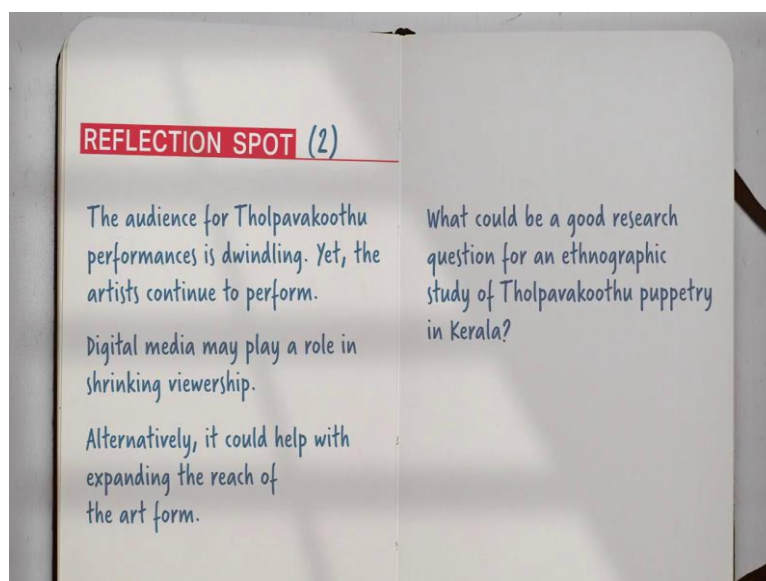 REFLECTION SPOT (2)
The audience for Tholpavakoothu
performances is dwindling. Yet, the
artists continue to perform.
Digital media may play a role in
shrinking viewership.
Alternatively, it could help with
expanding the reach of
the art form.
What could be a good research
question for an ethnographic
study of Tholpavakoothu puppetry
in Kerala?